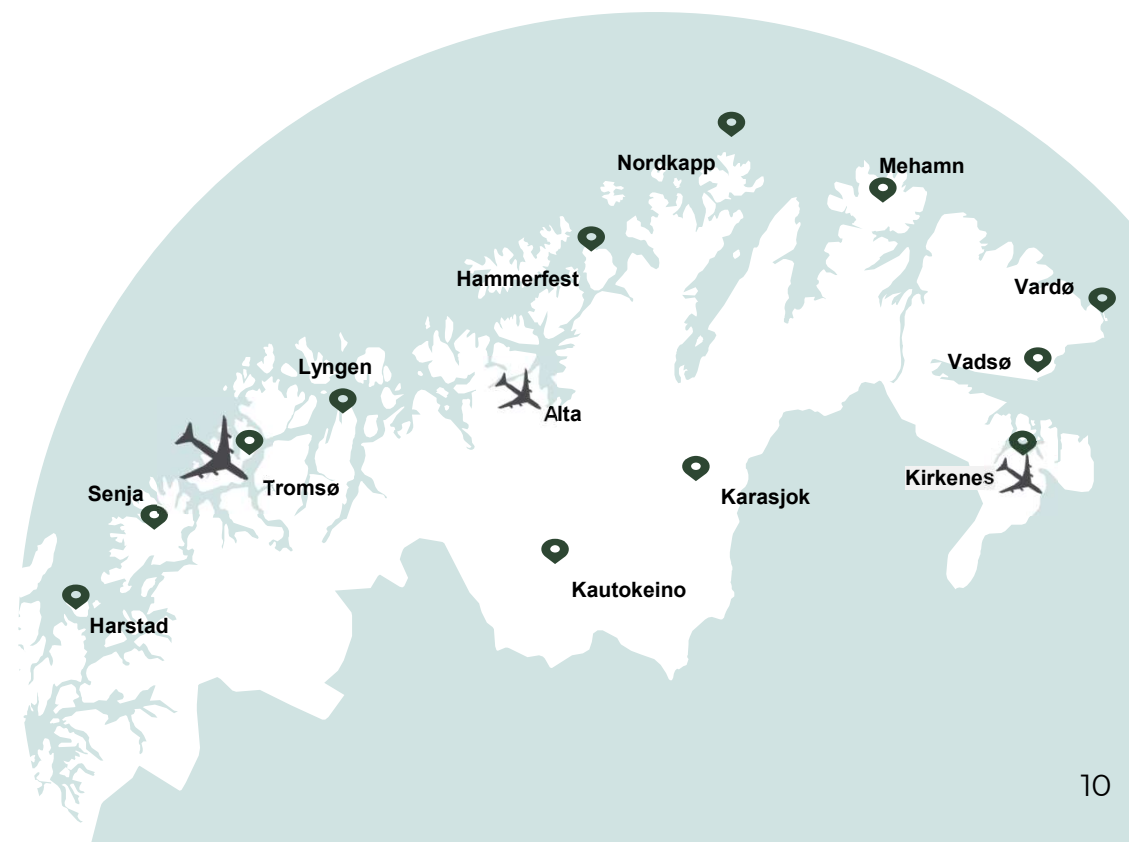 Nordkapp
Mehamn
Hammerfest
Vardø
Vadsø
Lyngen
Alta
Kirkenes
Tromsø
Senja
Karasjok
Kautokeino
Harstad
10